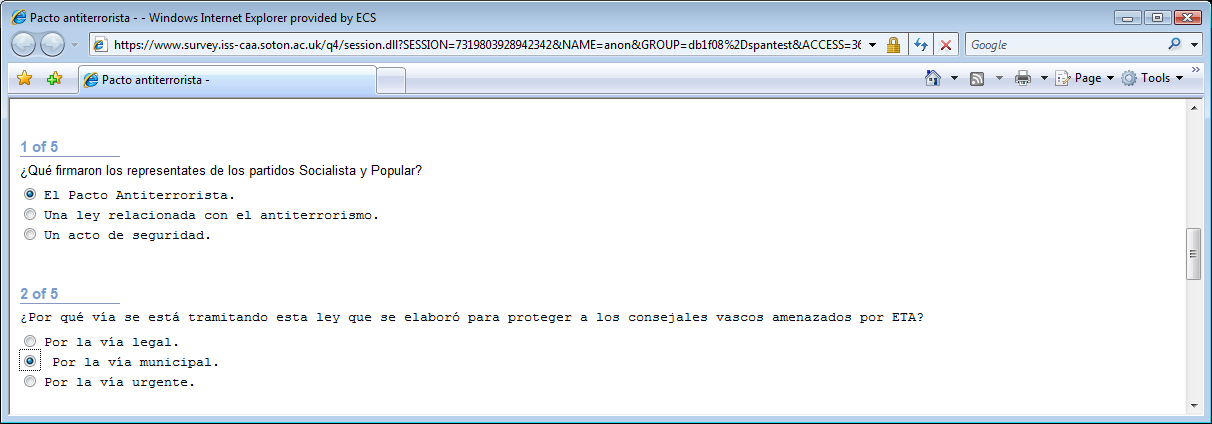 Pacto antiterrorista - - Windows Internet Explorer provided by ECS
https://www.survey.iss-caa.soton.ac.uk/q4/session.dll?SESSION=7319803928942342&NAME=anon&GROUP=db1f08%2Dspantest&ACCESS=36
Google
Pacto antiterrorista -
Page
Tools
1 of 5
¿Qué firmaron los representates de los partidos Socialista y Popular?
El Pacto Antiterrorista.
Una ley relacionada con el antiterrorismo.
Un acto de seguridad.
2 of 5
¿Por qué vía se está tramitando esta ley que se elaboró para proteger a los consejales vascos amenazados por ETA?
Por la vía legal.
Por la vía municipal.
Por la vía urgente.